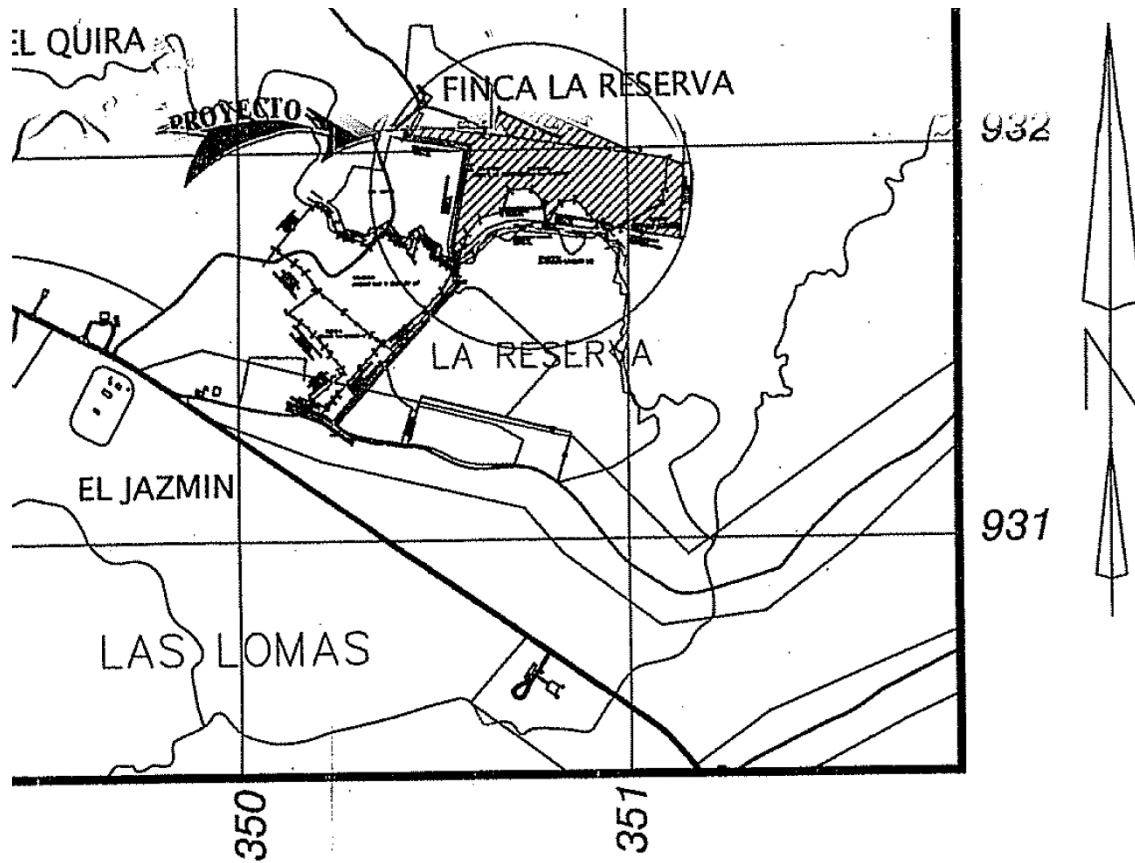 EL QUIRA
FINCA LA RESERVA
PROYECTO
932
LA RESERVA
EL JAZMIN
931
LAS LOMAS
350
351
N